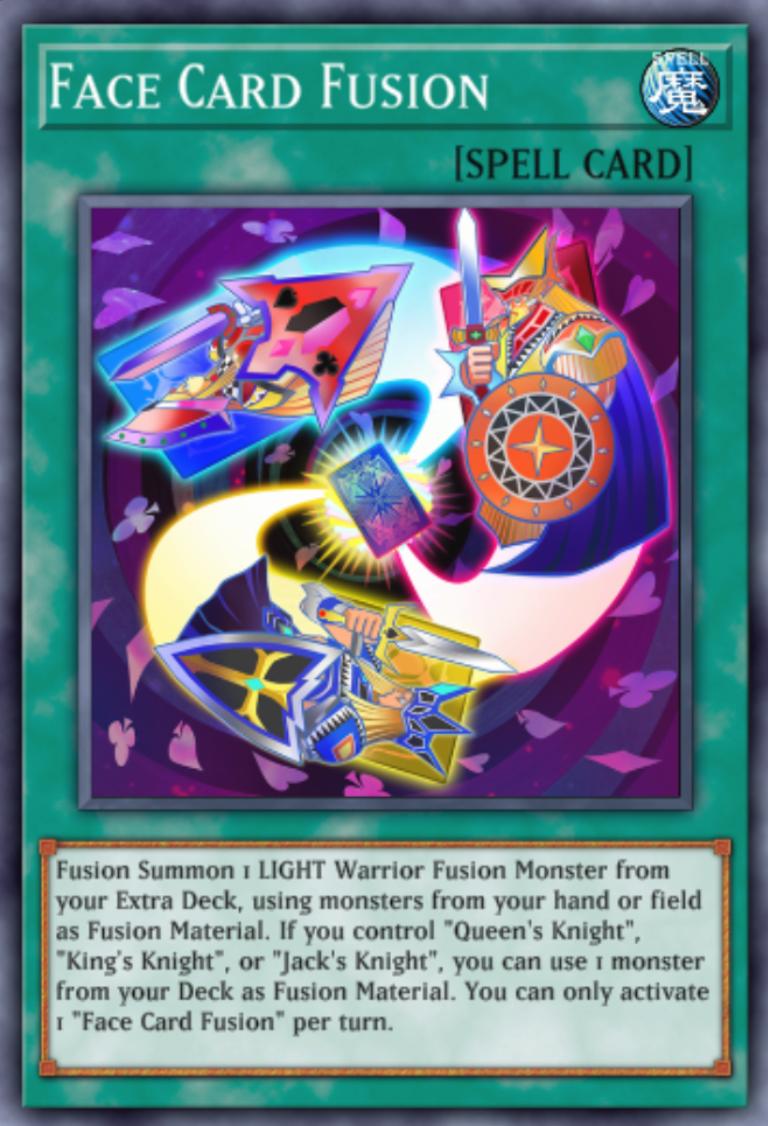 Face Card Fusion
SPELL
魔
[SPELL CARD]
Fusion Summon 1 LIGHT Warrior Fusion Monster from
your Extra Deck, using monsters from your hand or field
as Fusion Material. If you control "Queen's Knight",
"King's Knight", or "Jack's Knight", you can use 1 monster
from your Deck as Fusion Material. You can only activate
1 "Face Card Fusion" per turn.